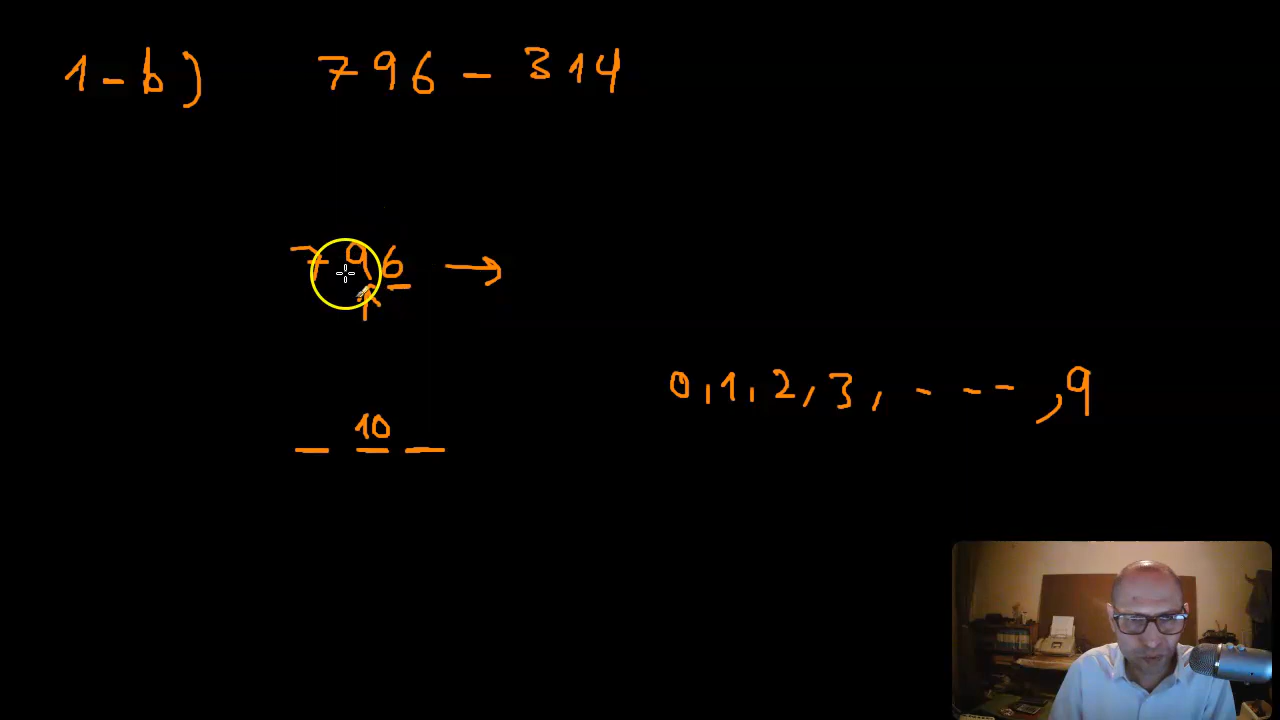 1-b) 796 - 314
796 →
0,1,2,3, - - - ,9
10